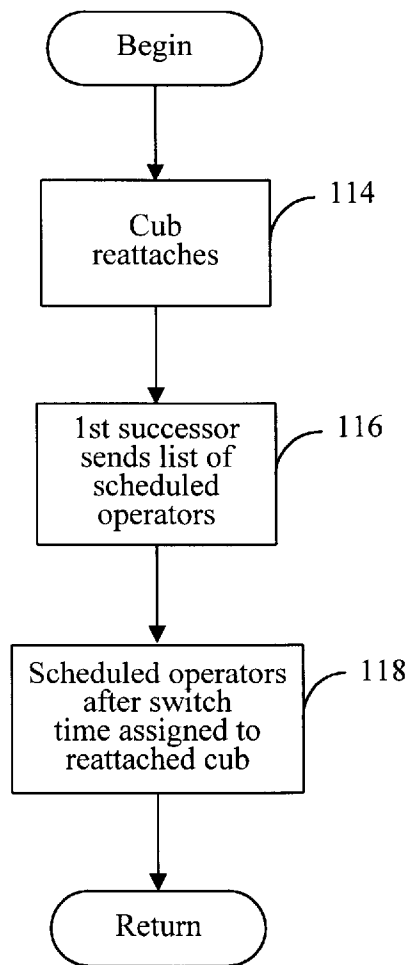 Begin
114
Cub
reattaches
116
1st successor
sends list of
scheduled
operators
118
Scheduled operators
after switch
time assigned to
reattached cub
Return